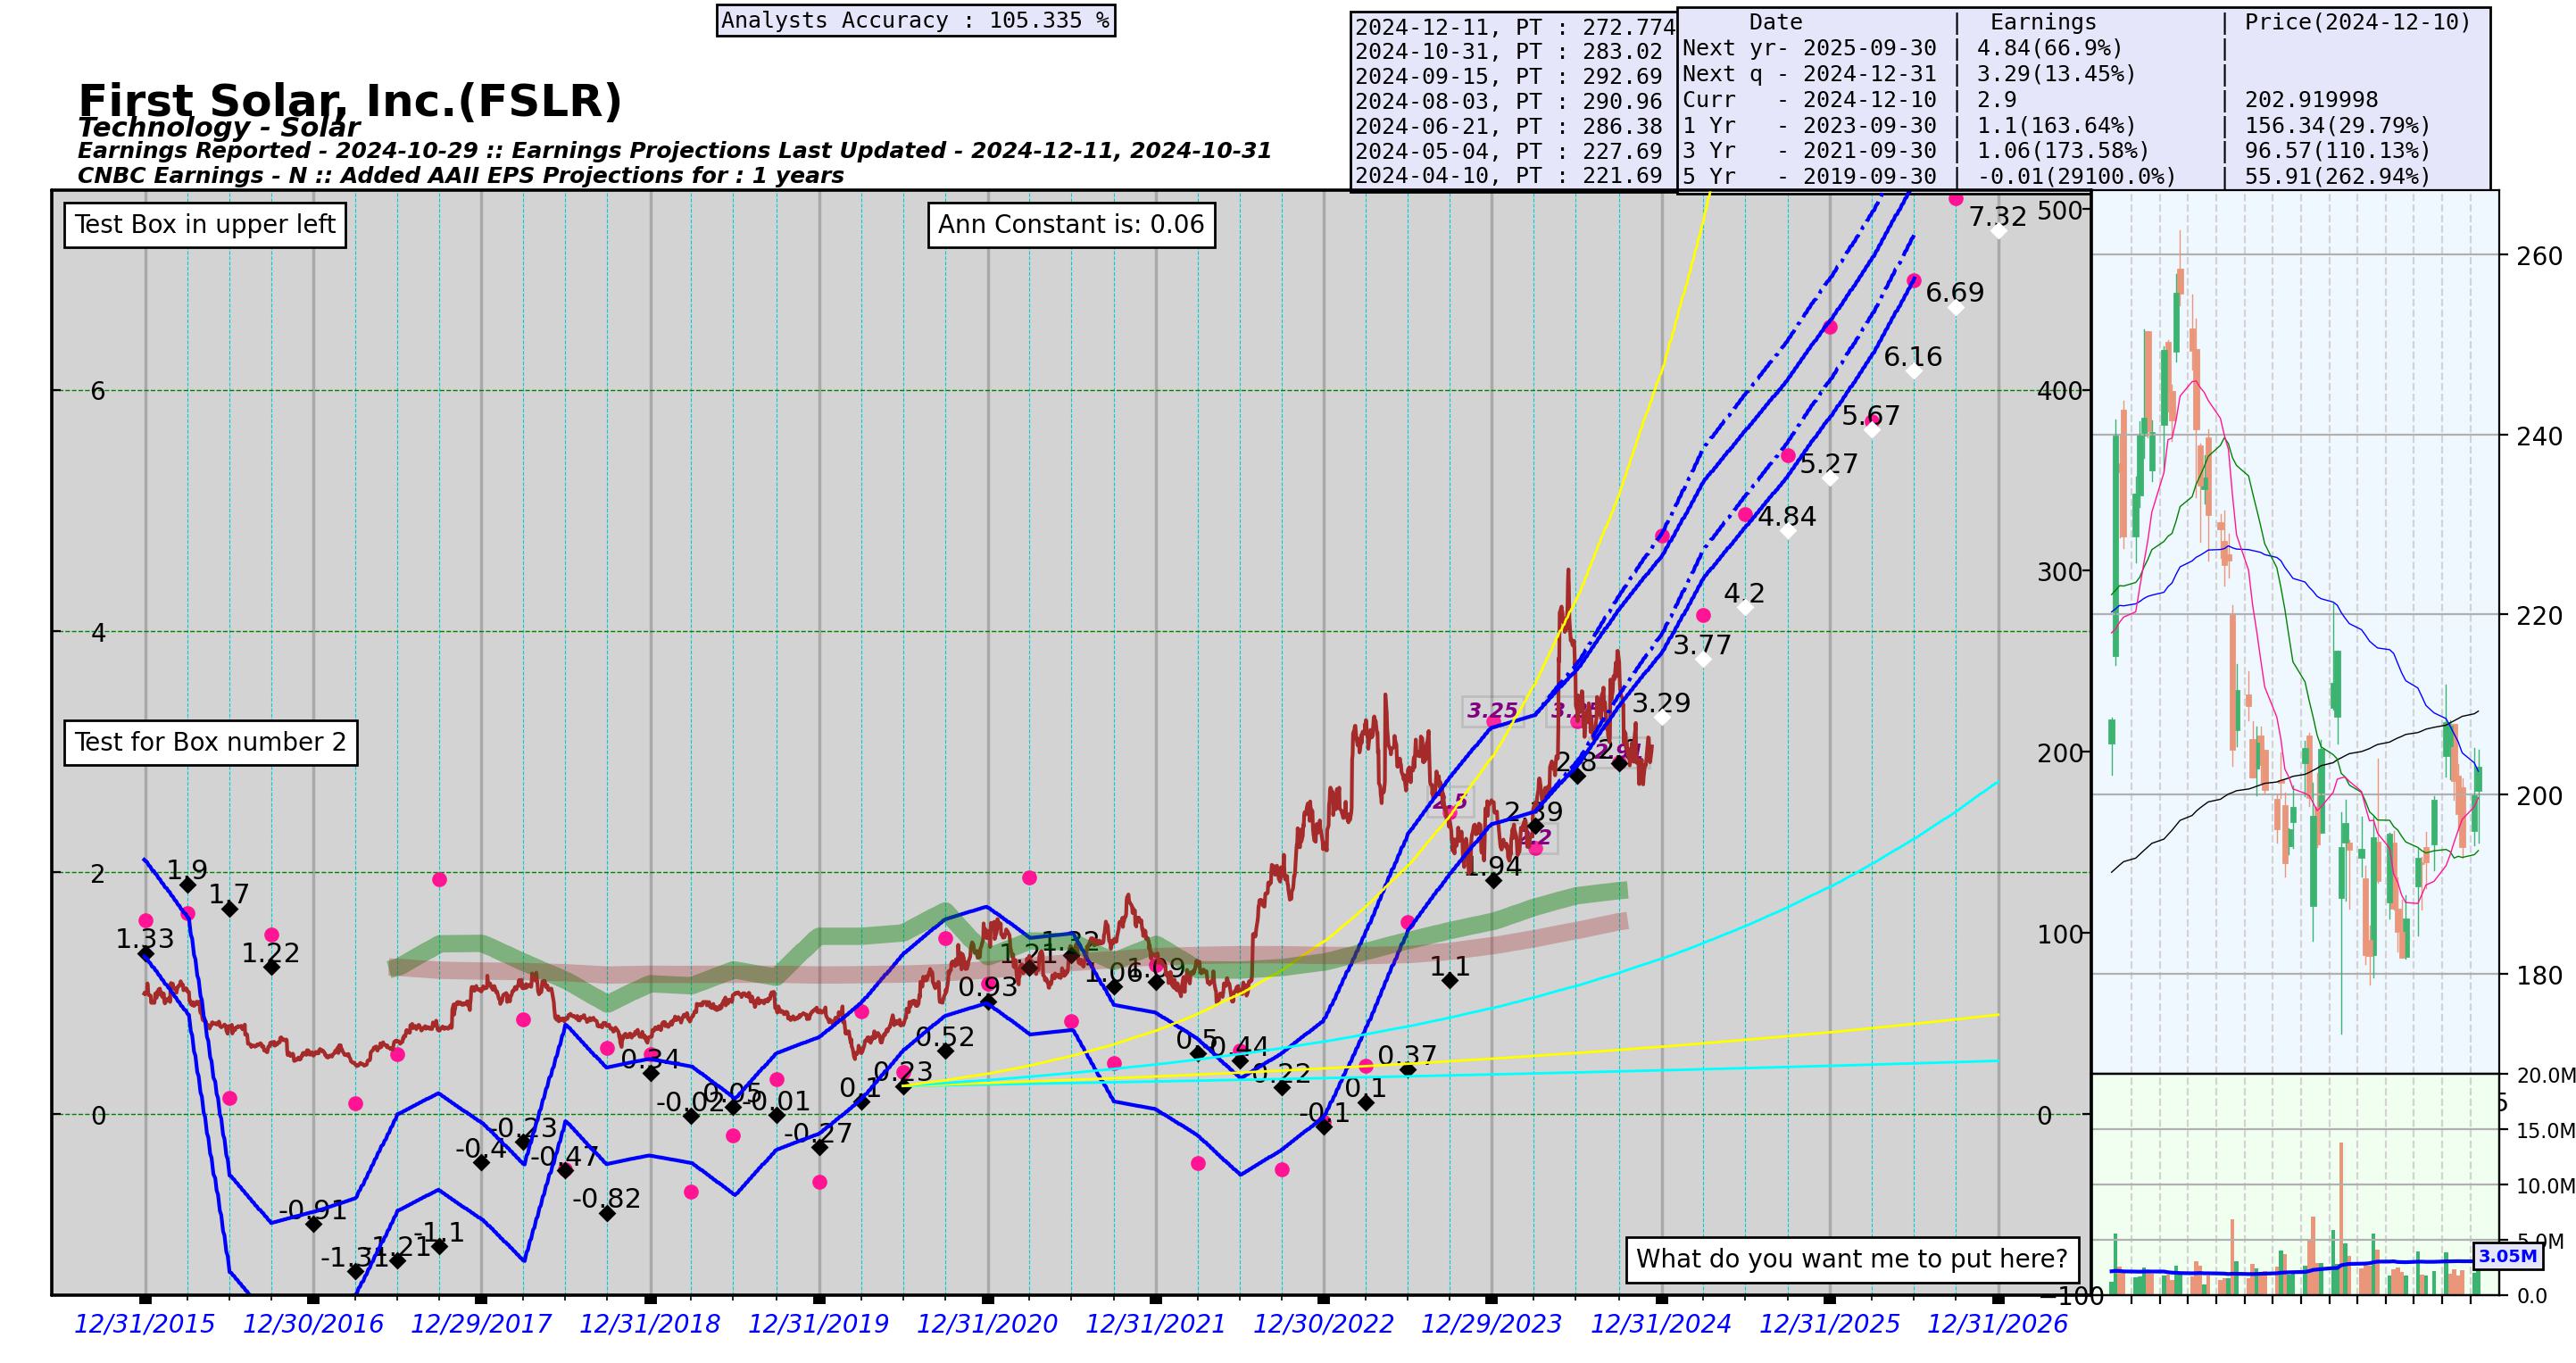 Analysts Accuracy : 105.335 %
First Solar, Inc.(FSLR)
Technology - Solar
Earnings Reported - 2024-10-29 :: Earnings Projections Last Updated - 2024-12-11, 2024-10-31
CNBC Earnings - N :: Added AAII EPS Projections for : 1 years
2024-12-11, PT : 272.774
2024-10-31, PT : 283.02
2024-09-15, PT : 292.69
2024-08-03, PT : 290.96
2024-06-21, PT : 286.38
2024-05-04, PT : 227.69
2024-04-10, PT : 221.69
Date | Earnings | Price(2024-12-10)
Next yr- 2025-09-30 | 4.84(66.9%) |
Next q - 2024-12-31 | 3.29(13.45%) |
Curr - 2024-12-10 | 2.9 | 202.919998
1 Yr - 2023-09-30 | 1.1(163.64%) | 156.34(29.79%)
3 Yr - 2021-09-30 | 1.06(173.58%) | 96.57(110.13%)
5 Yr - 2019-09-30 | -0.01(29100.0%) | 55.91(262.94%)
Test Box in upper left
Ann Constant is: 0.06
Test for Box number 2
What do you want me to put here?
6
4
2
0
1.33
1.9
1.7
1.22
-0.91
-1.31
-1.21
-1.1
-0.4
-0.23
-0.47
-0.82
0.34
-0.02
0.05
-0.01
-0.27
0.1
0.23
0.52
0.93
1.21
1.32
1.06
1.09
0.5
0.44
0.22
-0.1
0.1
0.37
1.1
1.94
2.39
2.8
3.29
3.77
4.2
4.84
5.27
5.67
6.16
6.69
7.32
2.5
3.25
2.2
500
400
300
200
100
0
−100
260
240
220
200
180
20.0M
15.0M
10.0M
5.0M
0.0
3.05M
12/31/2015
12/30/2016
12/29/2017
12/31/2018
12/31/2019
12/31/2020
12/31/2021
12/30/2022
12/29/2023
12/31/2024
12/31/2025
12/31/2026